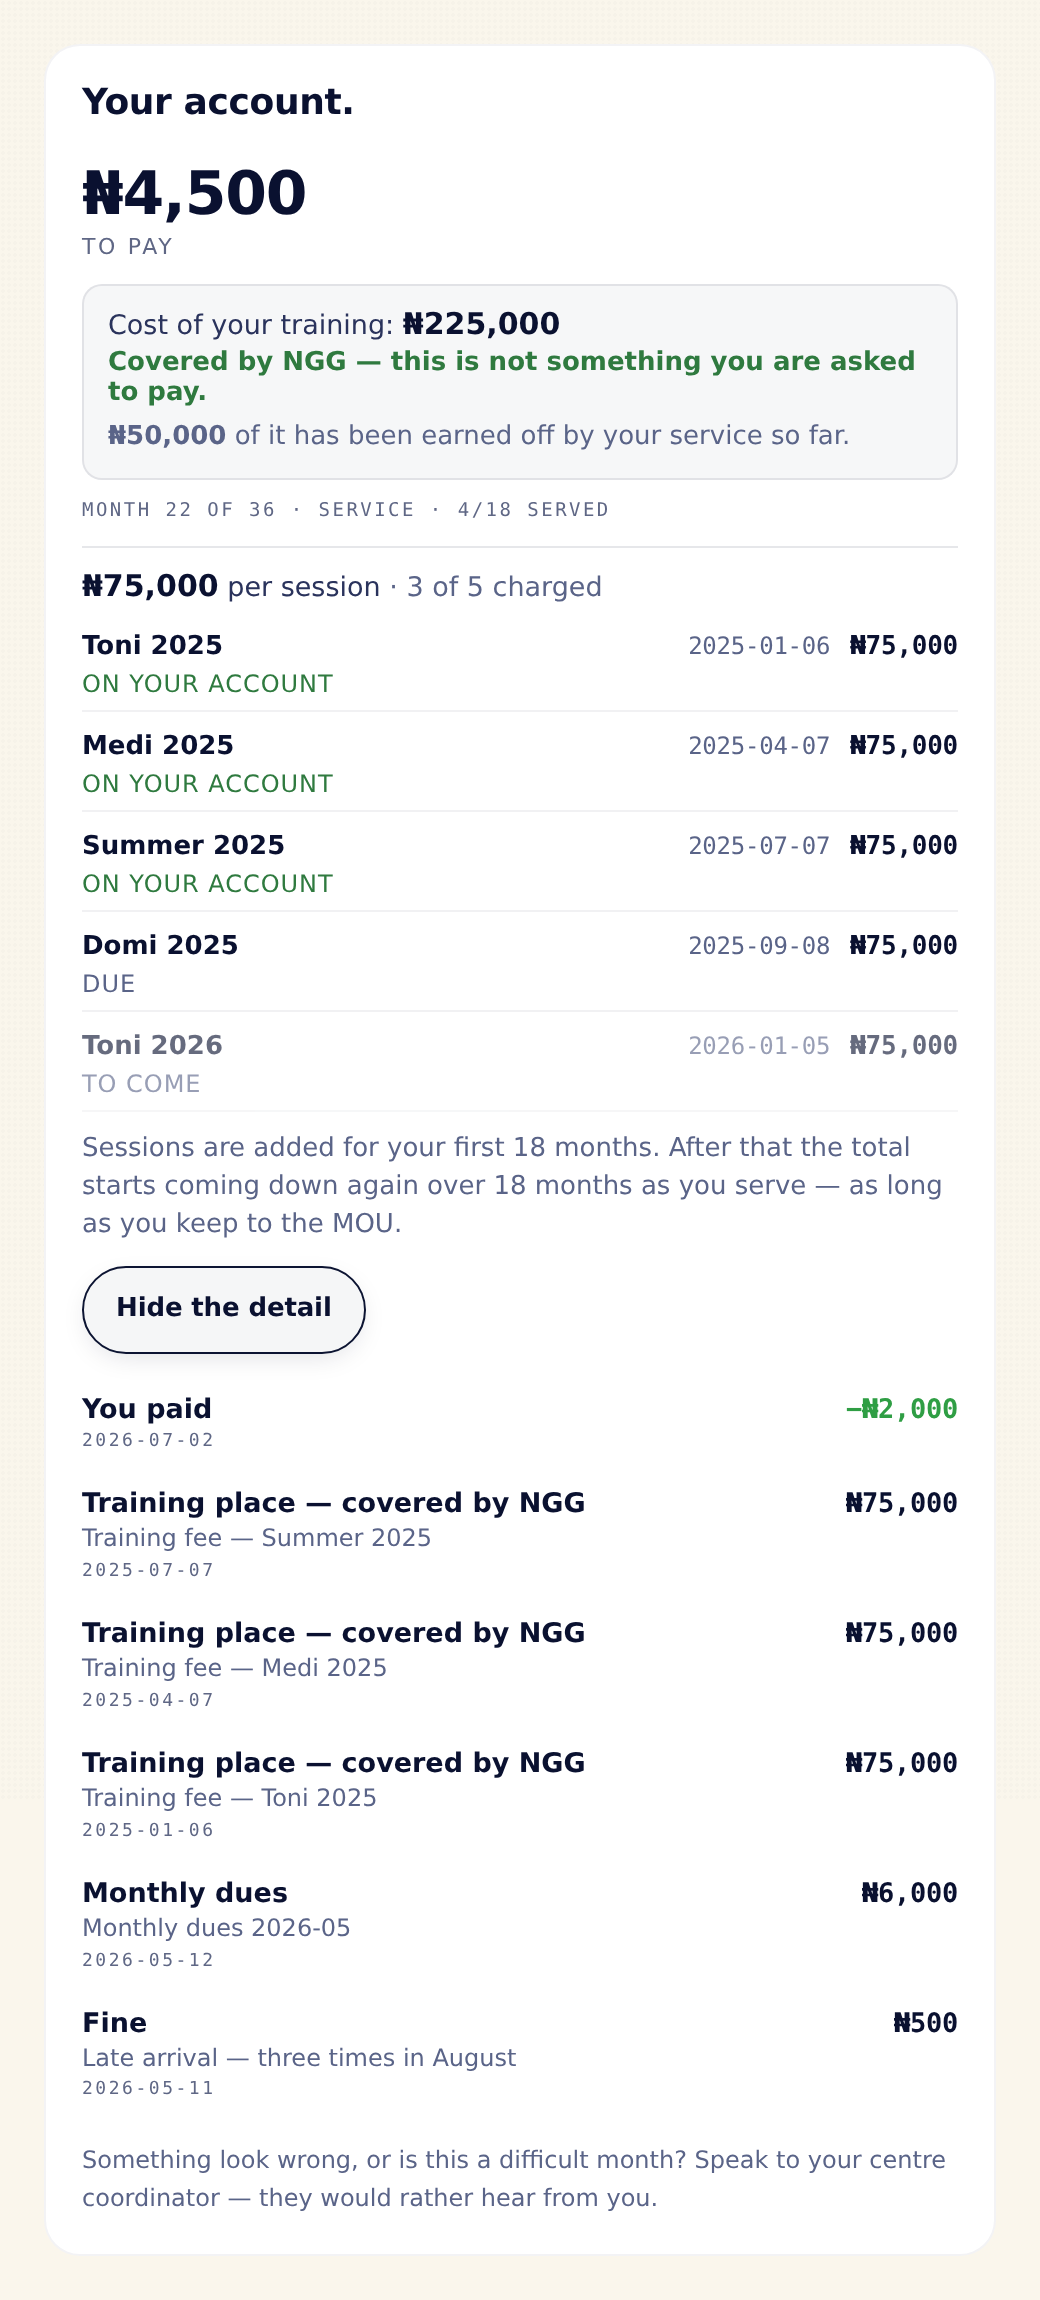 Your account.
₦4,500
TO PAY
Cost of your training: ₦225,000
Covered by NGG — this is not something you are asked
to pay.
₦50,000 of it has been earned off by your service so far.
MONTH 22 OF 36 · SERVICE · 4/18 SERVED
₦75,000 per session · 3 of 5 charged
Toni 2025 2025-01-06 ₦75,000
ON YOUR ACCOUNT
Medi 2025 2025-04-07 ₦75,000
ON YOUR ACCOUNT
Summer 2025 2025-07-07 ₦75,000
ON YOUR ACCOUNT
Domi 2025 2025-09-08 ₦75,000
DUE
Toni 2026 2026-01-05 ₦75,000
TO COME
Sessions are added for your first 18 months. After that the total
starts coming down again over 18 months as you serve — as long
as you keep to the MOU.
Hide the detail
You paid −₦2,000
2026-07-02
Training place — covered by NGG ₦75,000
Training fee — Summer 2025
2025-07-07
Training place — covered by NGG ₦75,000
Training fee — Medi 2025
2025-04-07
Training place — covered by NGG ₦75,000
Training fee — Toni 2025
2025-01-06
Monthly dues ₦6,000
Monthly dues 2026-05
2026-05-12
Fine ₦500
Late arrival — three times in August
2026-05-11
Something look wrong, or is this a difficult month? Speak to your centre
coordinator — they would rather hear from you.